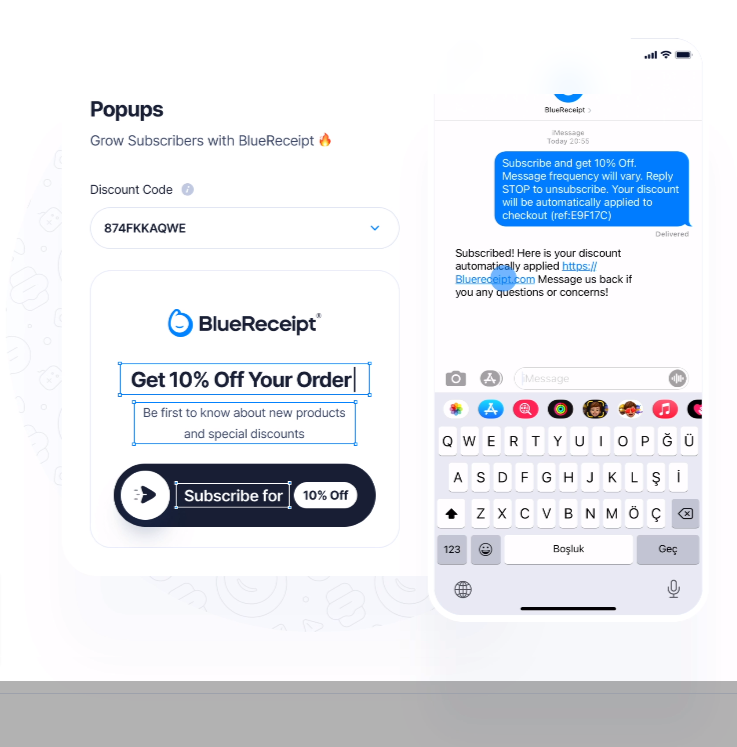 Popups
Grow Subscribers with BlueReceipt 🔥
Discount Code i
874FKKAQWE
BlueReceipt®
Get 10% Off Your Order
Be first to know about new products
and special discounts
Subscribe for 10% Off
BlueReceipt >
iMessage
Today 20:55
Subscribe and get 10% Off.
Message frequency will vary. Reply
STOP to unsubscribe. Your discount
will be automatically applied to
checkout (ref:E9F17C)
Delivered
Subscribed! Here is your discount
automatically applied https://
Bluereceipt.com Message us back if
you any questions or concerns!
iMessage
Q W E R T Y U I O P Ğ Ü
A S D F G H J K L Ş İ
Z X C V B N M Ö Ç
123 Boşluk Geç